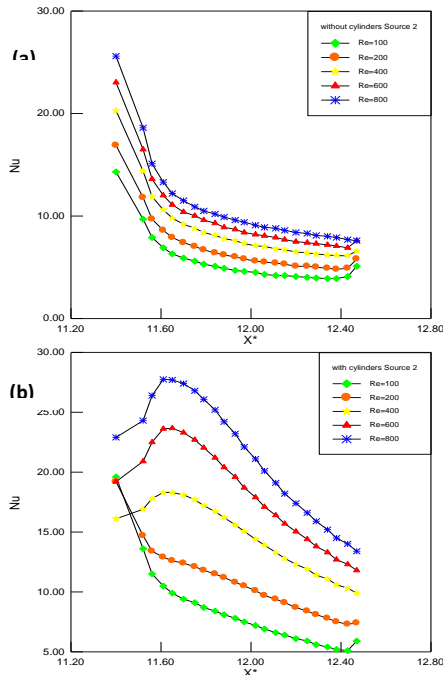 (a)
30.00
without cylinders Source 2
Re=100
Re=200
Re=400
Re=600
Re=800
20.00
Nu
10.00
0.00
11.20 11.60 12.00 12.40 12.80
X*
(b)
30.00
with cylinders Source 2
Re=100
Re=200
Re=400
Re=600
Re=800
25.00
20.00
Nu
15.00
10.00
5.00
11.20 11.60 12.00 12.40 12.80
X*